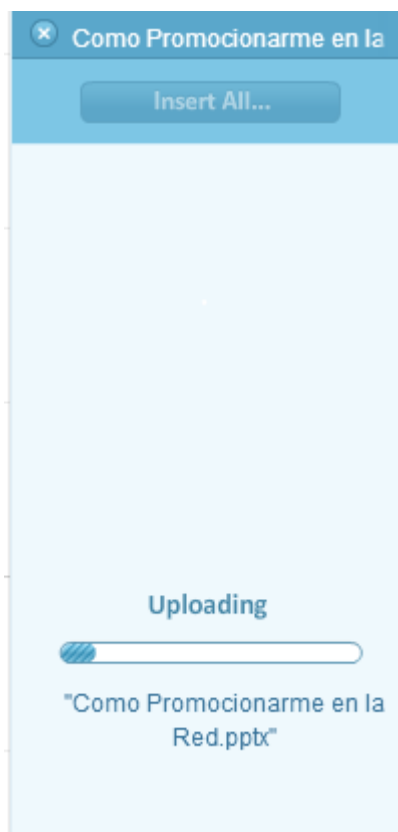 Como Promocionarme en la
Insert All...
Uploading
"Como Promocionarme en la
Red.pptx"